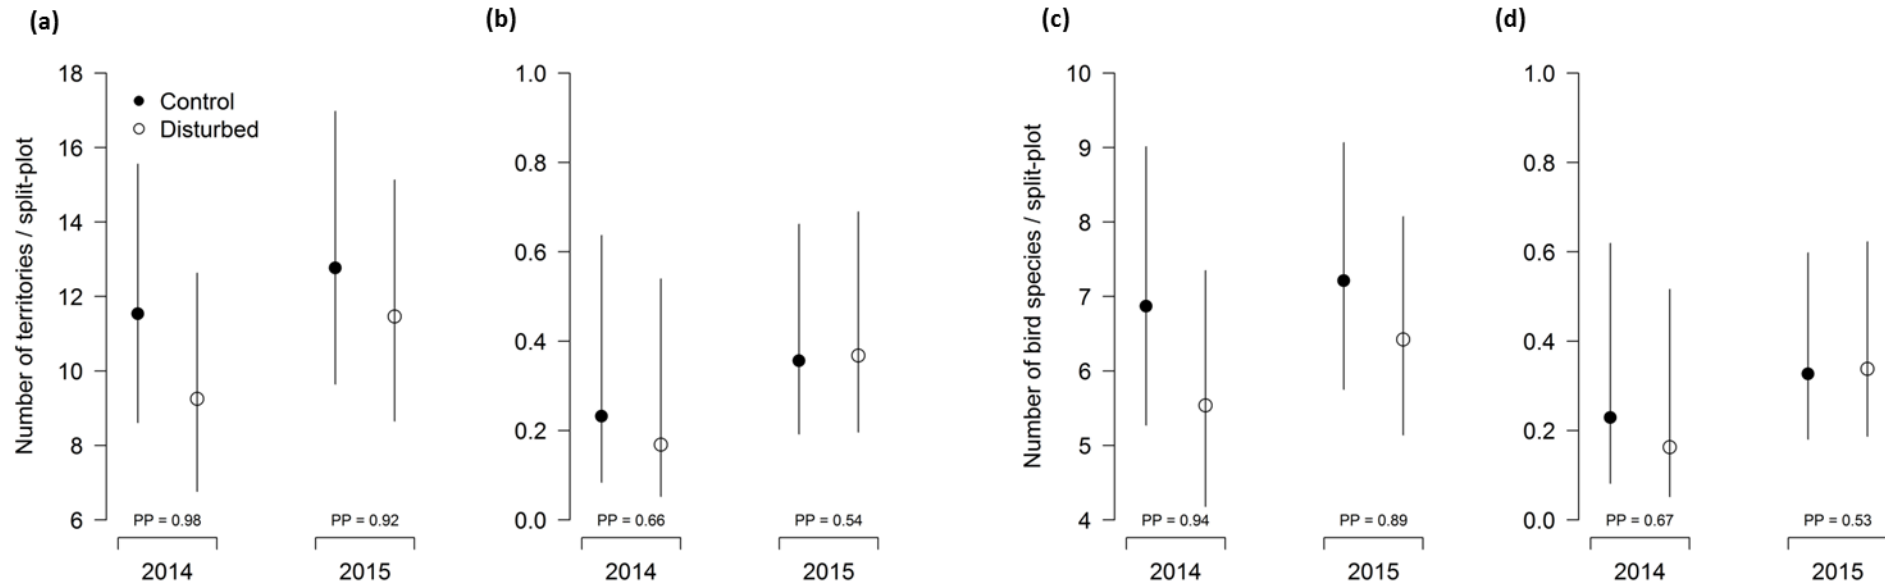 (a)
Number of territories / split-plot
18
16
14
12
10
8
6
Control
Disturbed
PP = 0.98
PP = 0.92
2014
2015
(b)
1.0
0.8
0.6
0.4
0.2
0.0
PP = 0.66
PP = 0.54
2014
2015
(c)
Number of bird species / split-plot
10
9
8
7
6
5
4
PP = 0.94
PP = 0.89
2014
2015
(d)
1.0
0.8
0.6
0.4
0.2
0.0
PP = 0.67
PP = 0.53
2014
2015